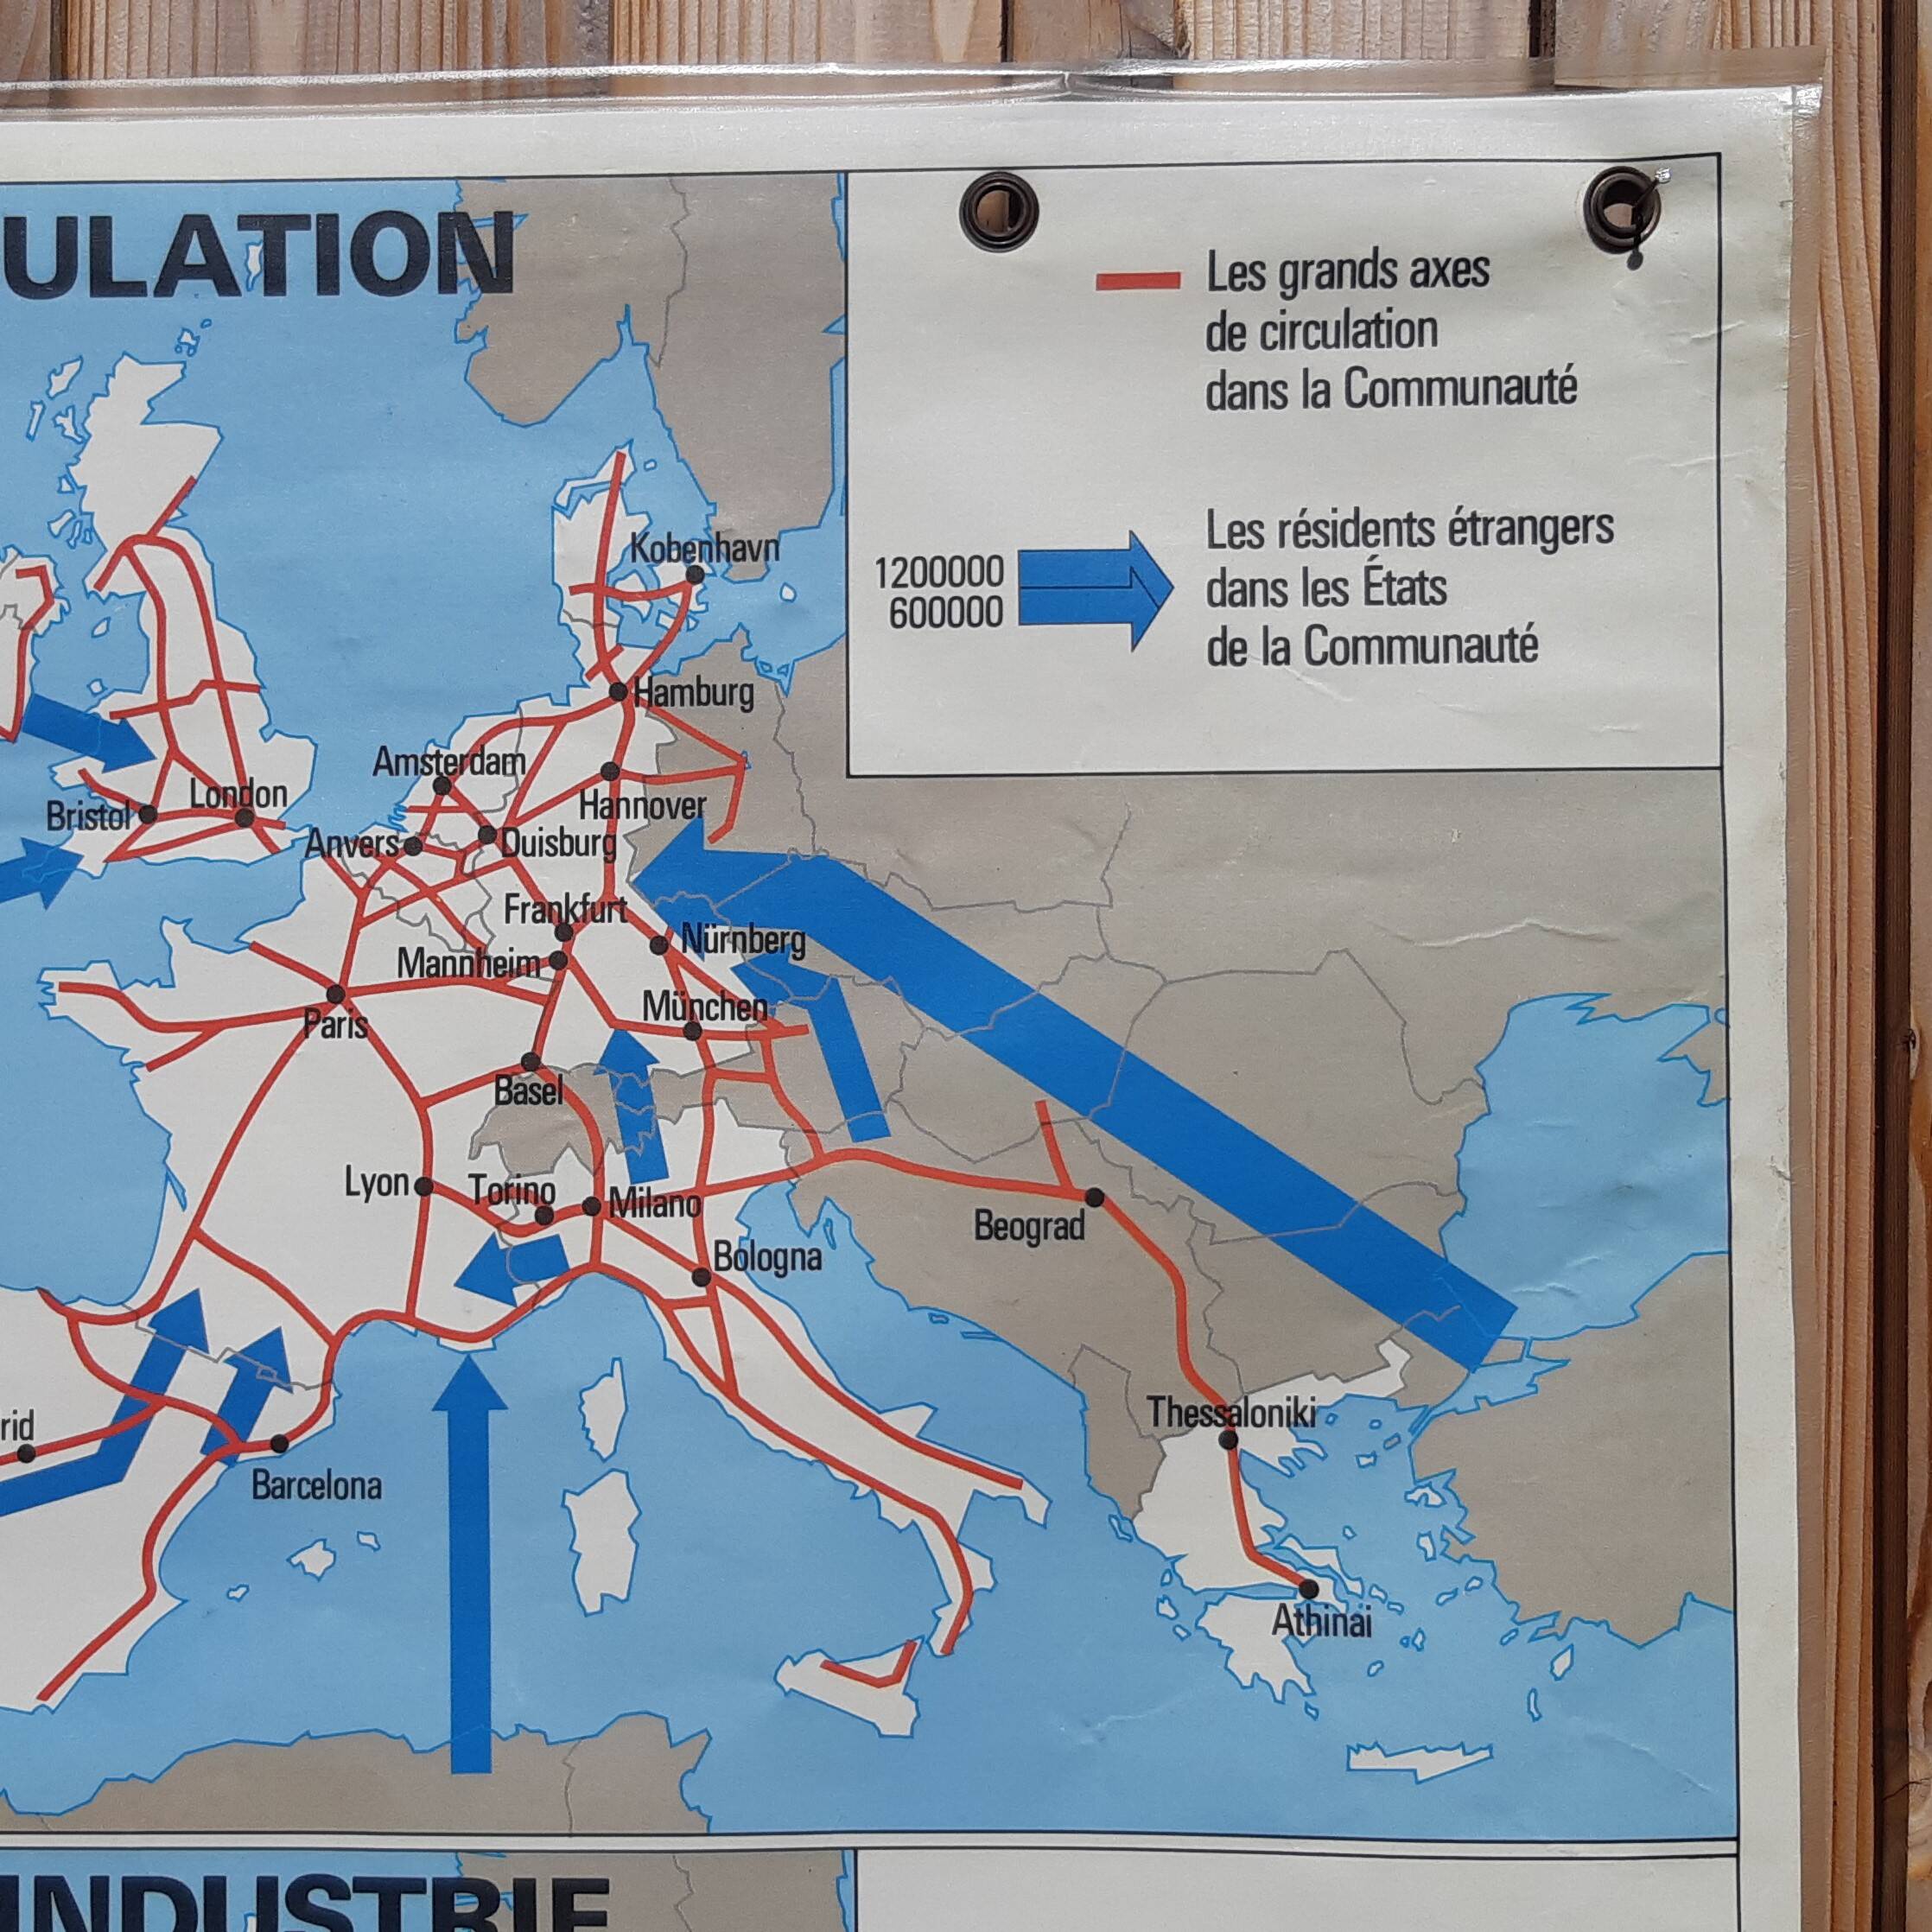 ULATION
Les grands axes
de circulation
dans la Communauté
1200000
600000
Les résidents étrangers
dans les États
de la Communauté
Kobenhavn
Hamburg
Amsterdam
London
Bristol
Hannover
Anvers
Duisburg
Frankfurt
Nürnberg
Mannheim
München
Paris
Basel
Lyon
Torino
Milano
Beograd
Bologna
Thessaloniki
rid
Barcelona
Athinai
INDUSTRIE